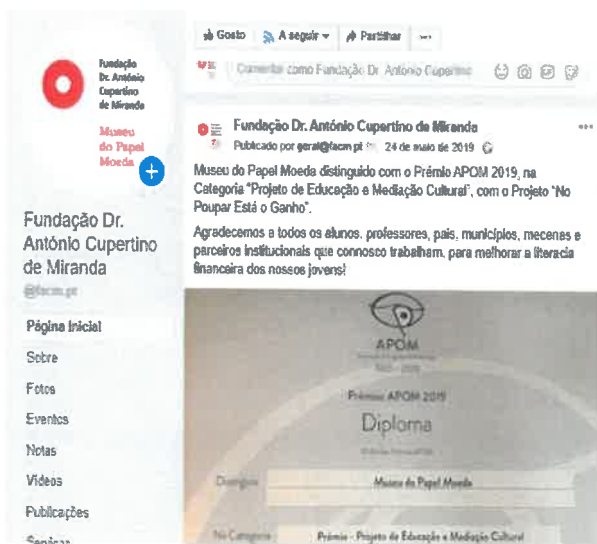 Gosto A seguir Partilhar
Fundação
Dr. António
Cupertino
de Miranda
Museu
do Papel
Moeda
Fundação Dr.
António Cupertino
de Miranda
@facm.pt
Página Inicial
Sobre
Fotos
Eventos
Notas
Vídeos
Publicações
Serviços
Comentar como Fundação Dr. António Cupertino
Fundação Dr. António Cupertino de Miranda
Publicado por geral@facm.pt 24 de maio de 2019
Museu do Papel Moeda distinguido com o Prémio APOM 2019, na
Categoria "Projeto de Educação e Mediação Cultural", com o Projeto "No
Poupar Está o Ganho".
Agradecemos a todos os alunos, professores, pais, municípios, mecenas e
parceiros institucionais que connosco trabalham, para melhorar a literacia
financeira dos nossos jovens!
APOM
Prémios APOM 2019
Diploma
Distingue Museu do Papel Moeda
Na Categoria Prémio - Projeto de Educação e Mediação Cultural